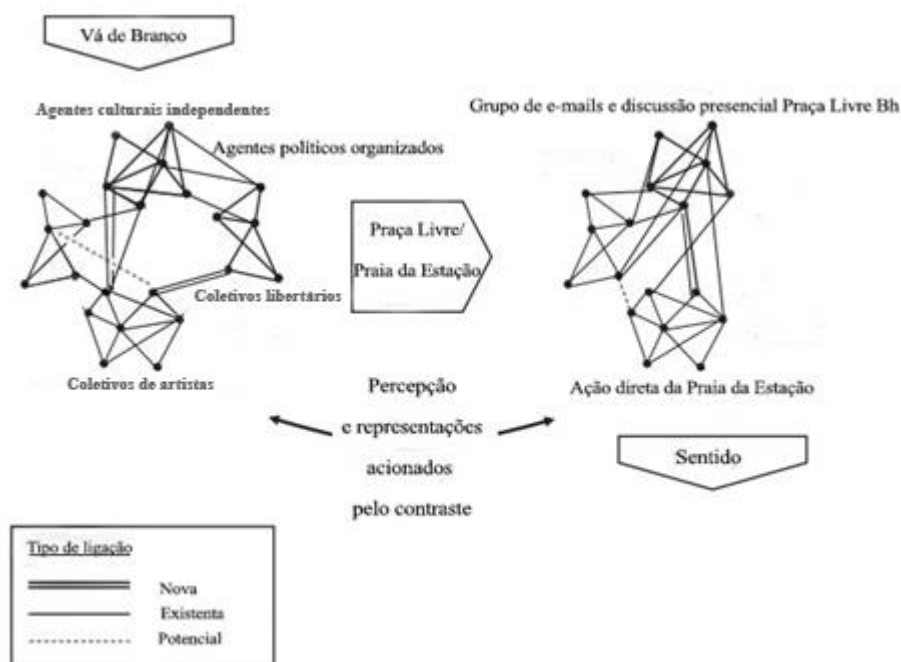 Vá de Branco
Agentes culturais independentes
Agentes políticos organizados
Coletivos libertários
Coletivos de artistas
Praça Livre/
Praia da Estação
Grupo de e-mails e discussão presencial Praça Livre Bh
Ação direta da Praia da Estação
Percepção
e representações
acionados
pelo contraste
Sentido
Tipo de ligação
Nova
Existenta
Potencial